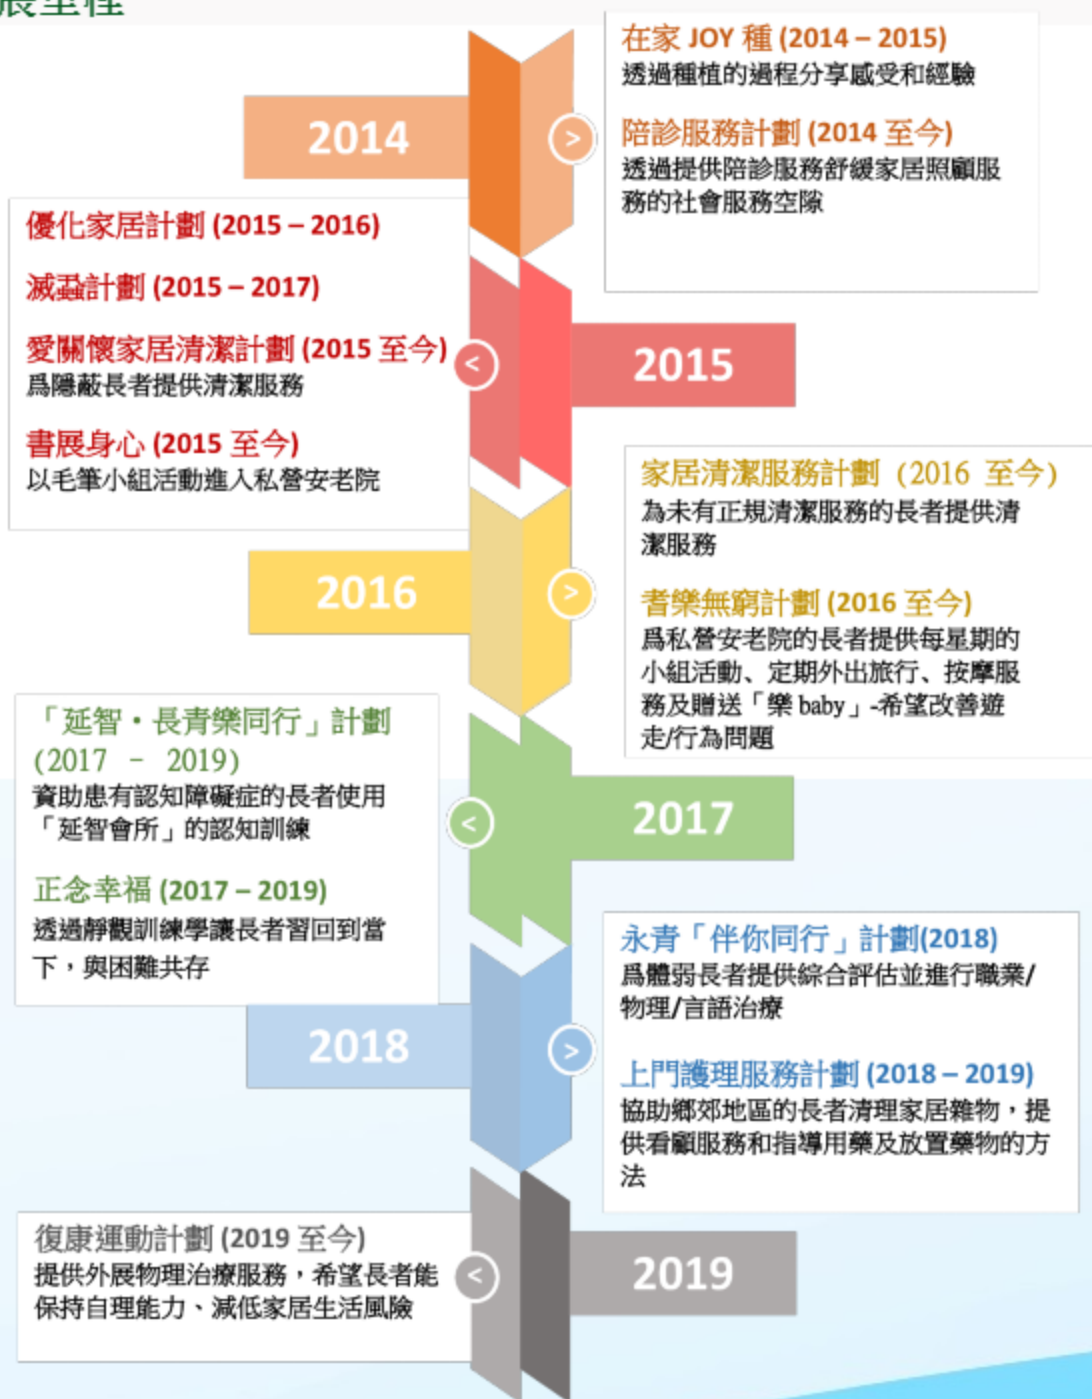 展里程
2014
在家 JOY 種 (2014 – 2015)
透過種植的過程分享感受和經驗
陪診服務計劃 (2014 至今)
透過提供陪診服務舒緩家居照顧服
務的社會服務空隙
優化家居計劃 (2015 – 2016)
滅蝨計劃 (2015 – 2017)
愛關懷家居清潔計劃 (2015 至今)
爲隱蔽長者提供清潔服務
書展身心 (2015 至今)
以毛筆小組活動進入私營安老院
2015
2016
家居清潔服務計劃 (2016 至今)
為未有正規清潔服務的長者提供清
潔服務
耆樂無窮計劃 (2016 至今)
爲私營安老院的長者提供每星期的
小組活動、定期外出旅行、按摩服
務及贈送「樂 baby」-希望改善遊
走/行為問題
「延智・長青樂同行」計劃
(2017 – 2019)
資助患有認知障礙症的長者使用
「延智會所」的認知訓練
正念幸福 (2017 – 2019)
透過靜觀訓練學讓長者習回到當
下，與困難共存
2017
2018
永青「伴你同行」計劃(2018)
爲體弱長者提供綜合評估並進行職業/
物理/言語治療
上門護理服務計劃 (2018 – 2019)
協助鄉郊地區的長者清理家居雜物，提
供看顧服務和指導用藥及放置藥物的方
法
復康運動計劃 (2019 至今)
提供外展物理治療服務，希望長者能
保持自理能力、減低家居生活風險
2019